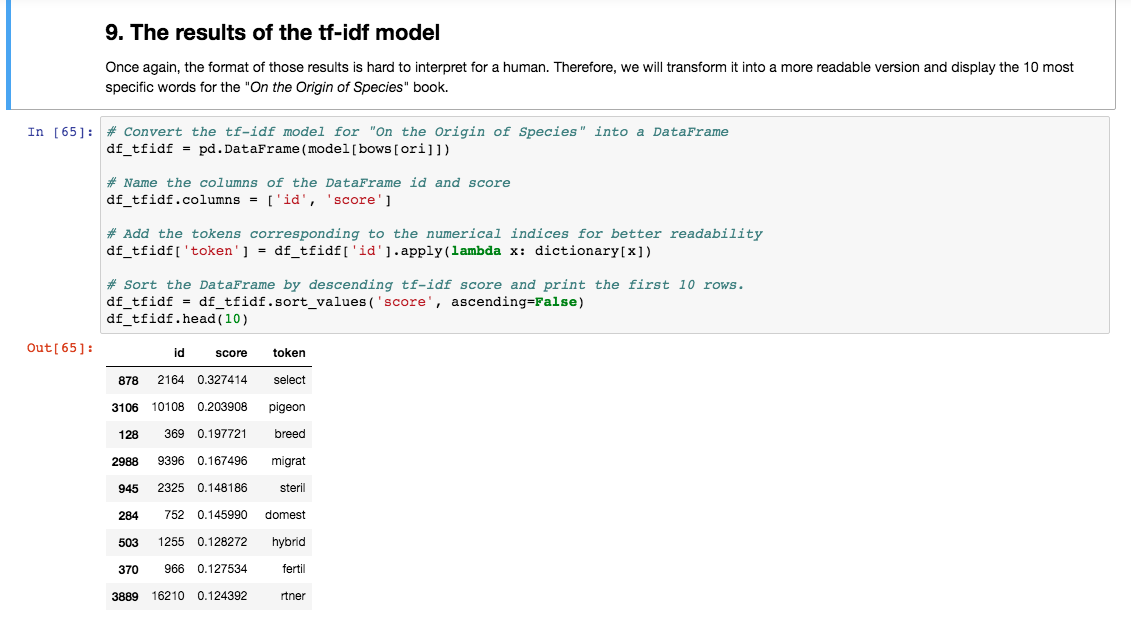 9. The results of the tf-idf model
Once again, the format of those results is hard to interpret for a human. Therefore, we will transform it into a more readable version and display the 10 most
specific words for the "On the Origin of Species" book.
In [65]: # Convert the tf-idf model for "On the Origin of Species" into a DataFrame
df_tfidf = pd.DataFrame(model[bows[ori]])
# Name the columns of the DataFrame id and score
df_tfidf.columns = ['id', 'score']
# Add the tokens corresponding to the numerical indices for better readability
df_tfidf['token'] = df_tfidf['id'].apply(lambda x: dictionary[x])
# Sort the DataFrame by descending tf-idf score and print the first 10 rows.
df_tfidf = df_tfidf.sort_values('score', ascending=False)
df_tfidf.head(10)
Out[65]:
id score token
878 2164 0.327414 select
3106 10108 0.203908 pigeon
128 369 0.197721 breed
2988 9396 0.167496 migrat
945 2325 0.148186 steril
284 752 0.145990 domest
503 1255 0.128272 hybrid
370 966 0.127534 fertil
3889 16210 0.124392 rtner